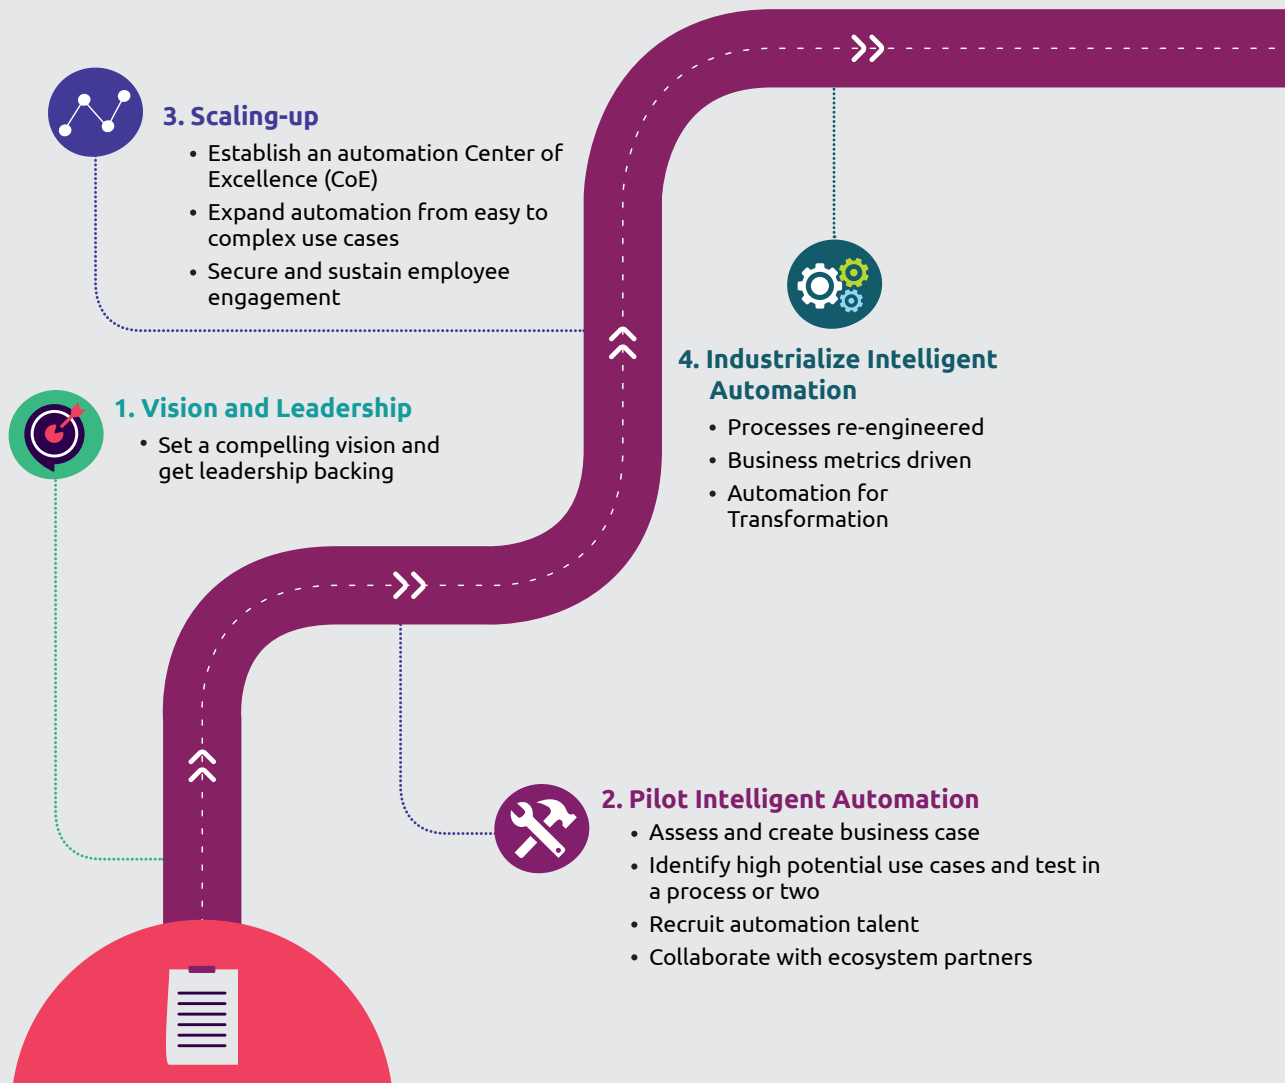 3. Scaling-up
• Establish an automation Center of
Excellence (CoE)
• Expand automation from easy to
complex use cases
• Secure and sustain employee
engagement
1. Vision and Leadership
• Set a compelling vision and
get leadership backing
4. Industrialize Intelligent
Automation
• Processes re-engineered
• Business metrics driven
• Automation for
Transformation
2. Pilot Intelligent Automation
• Assess and create business case
• Identify high potential use cases and test in
a process or two
• Recruit automation talent
• Collaborate with ecosystem partners